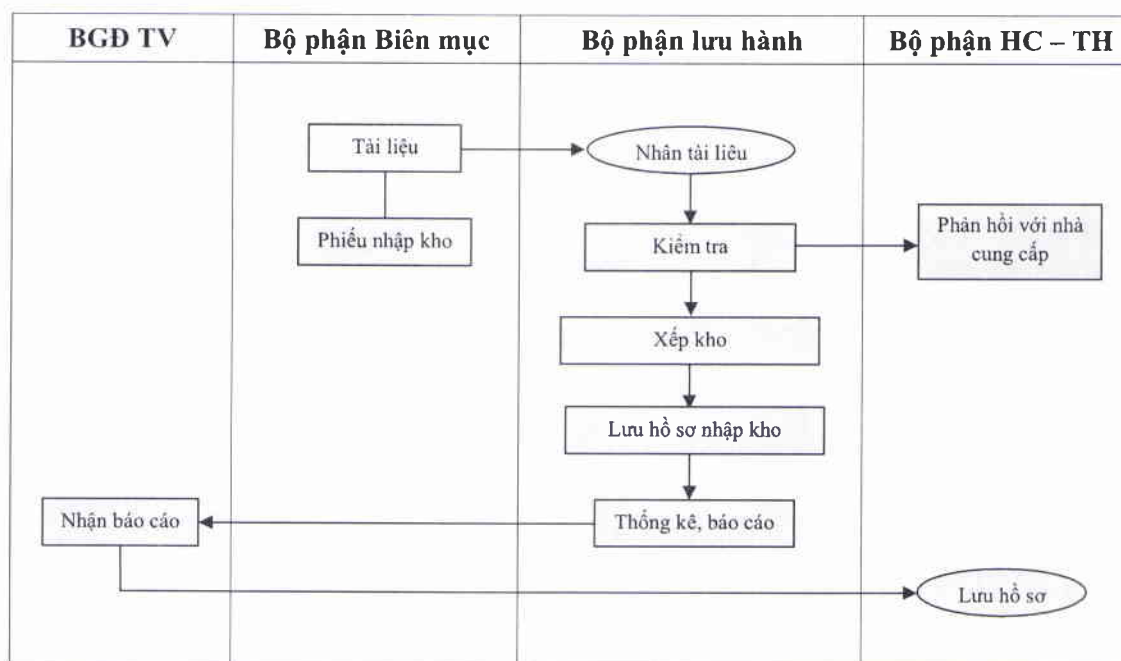 BGĐ TV
Bộ phận Biên mục
Bộ phận lưu hành
Bộ phận HC – TH
Tài liệu
Nhân tài liêu
Phiếu nhập kho
Kiểm tra
Phản hồi với nhà
cung cấp
Xếp kho
Lưu hồ sơ nhập kho
Nhận báo cáo
Thống kê, báo cáo
Lưu hồ sơ